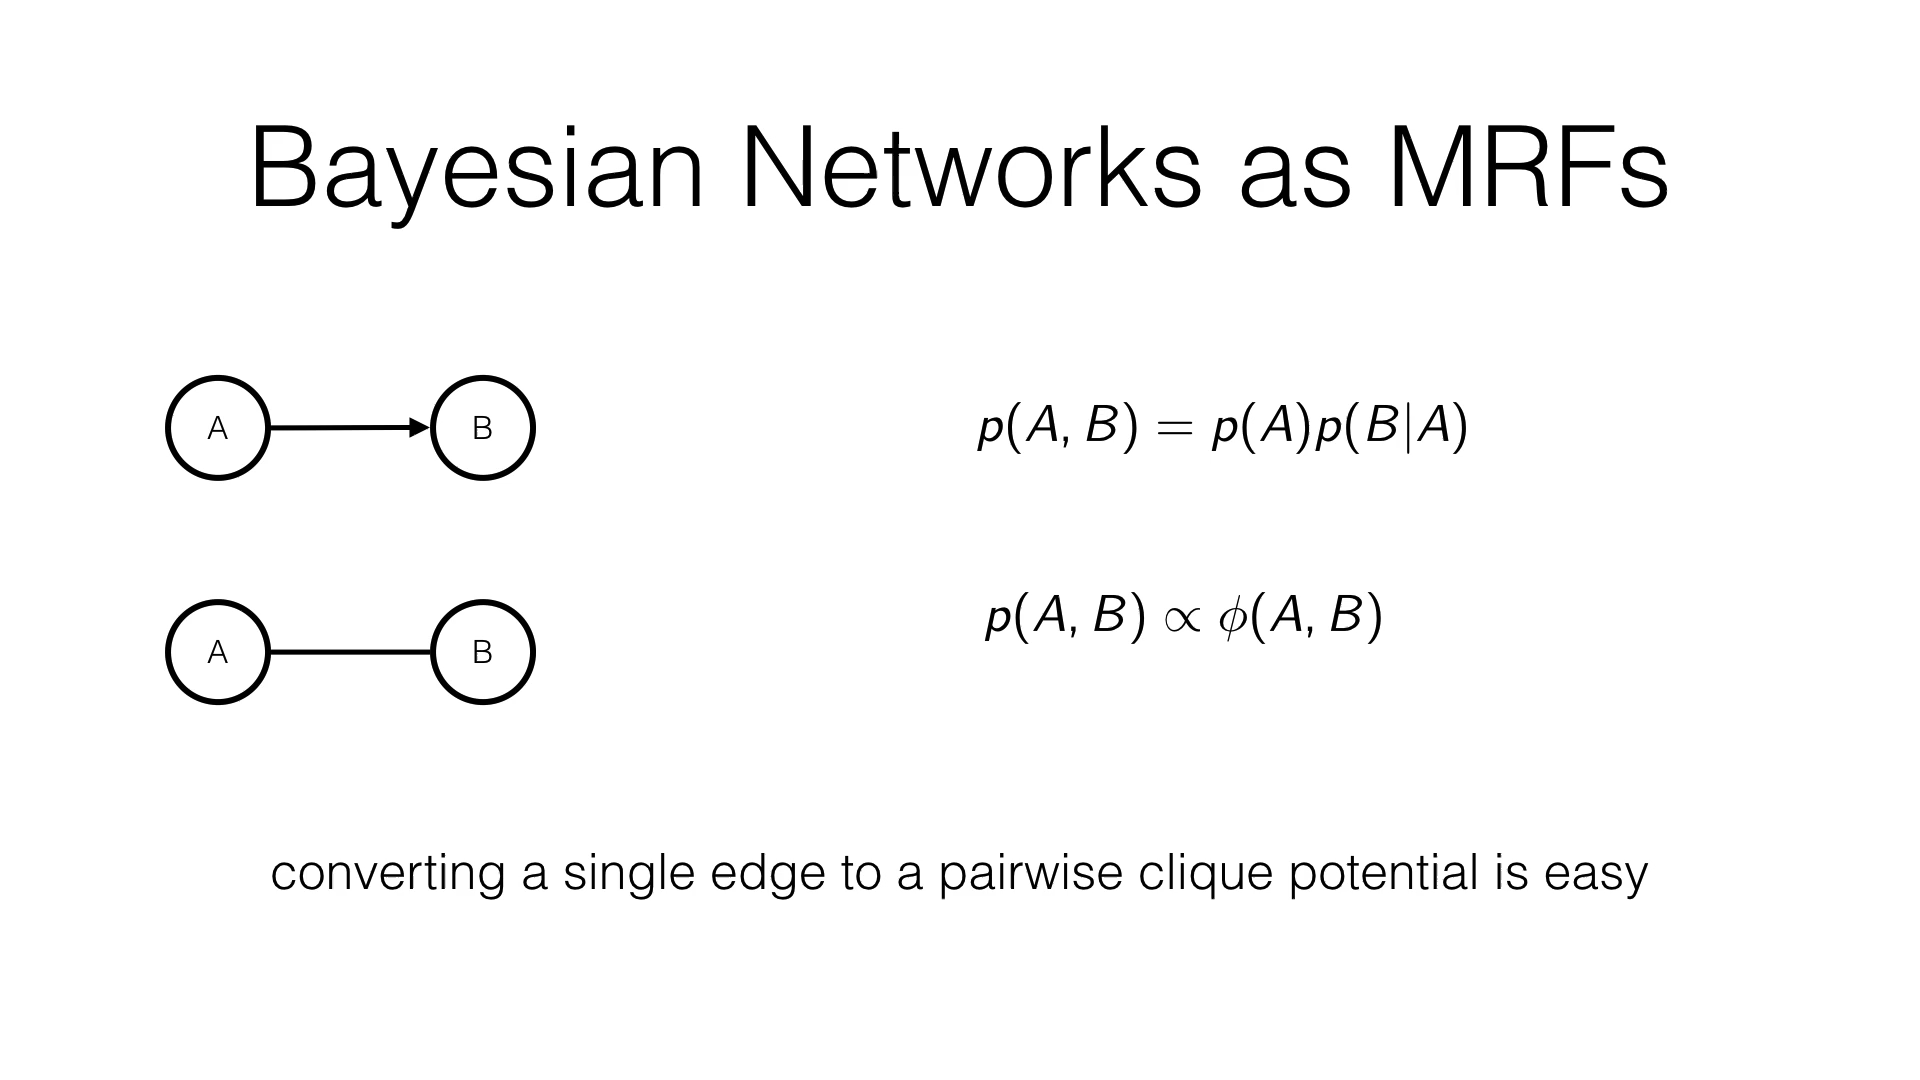 Bayesian Networks as MRFs
A B p(A, B) = p(A)p(B|A)
A B p(A, B) ∝ ϕ(A, B)
converting a single edge to a pairwise clique potential is easy